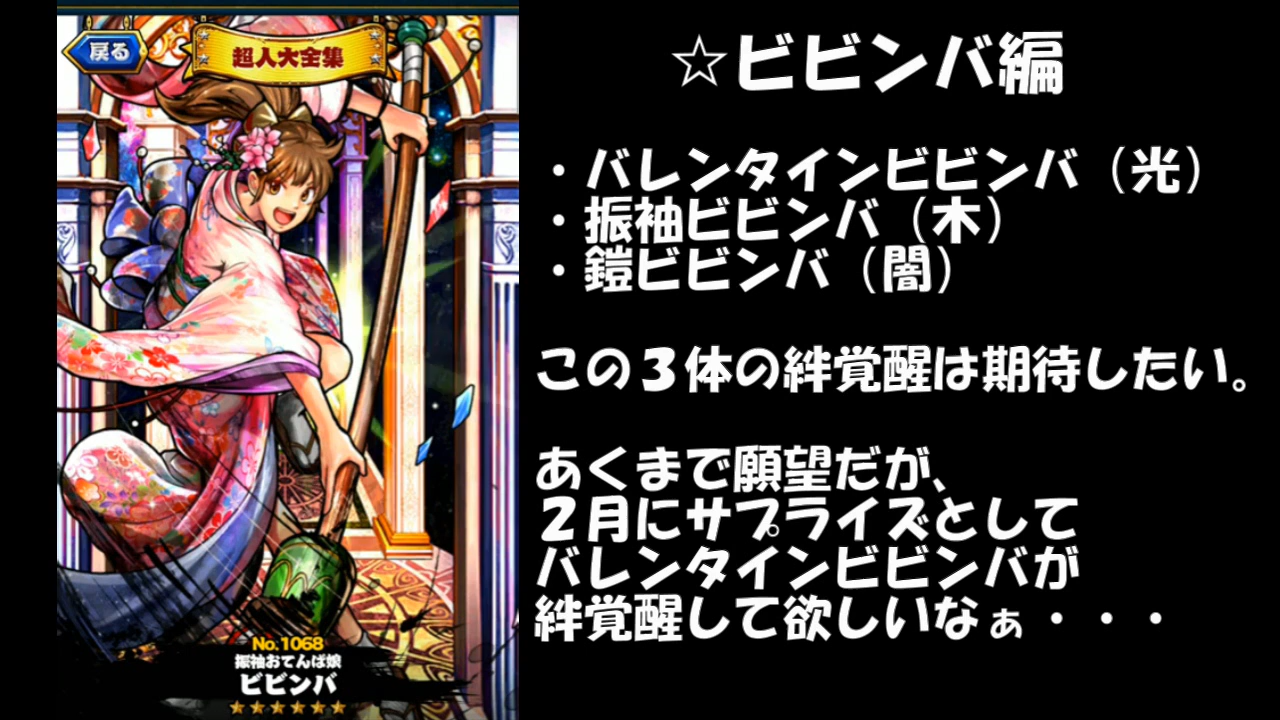 戻る
超人大全集
No.1068
振袖おてんば娘
ビビンバ
★★★★★★
☆ビビンバ編
・バレンタインビビンバ（光）
・振袖ビビンバ（木）
・鎧ビビンバ（闇）
この３体の絆覚醒は期待したい。
あくまで願望だが、
２月にサプライズとして
バレンタインビビンバが
絆覚醒して欲しいなぁ・・・